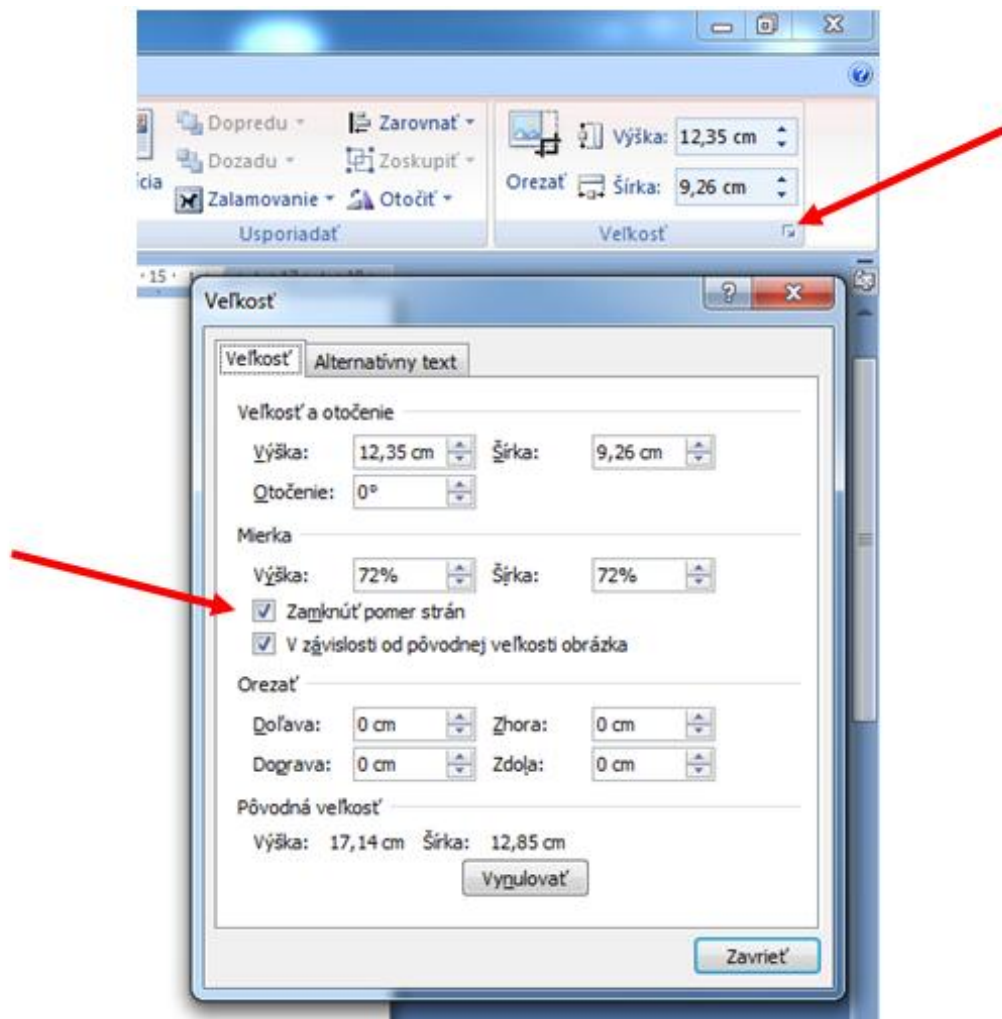 Dopredu Zarovnať
Dozadu Zoskupiť
cia Zalamovanie Otočiť
Usporiadať
Orezať
Výška: 12,35 cm
Šírka: 9,26 cm
Veľkosť
15
Veľkosť
Veľkosť Alternatívny text
Veľkosť a otočenie
Výška: 12,35 cm Šírka: 9,26 cm
Otočenie: 0°
Mierka
Výška: 72% Šírka: 72%
Zamknúť pomer strán
V závislosti od pôvodnej veľkosti obrázka
Orezať
Doľava: 0 cm Zhora: 0 cm
Doprava: 0 cm Zdola: 0 cm
Pôvodná veľkosť
Výška: 17,14 cm Šírka: 12,85 cm
Vynulovať
Zavrieť